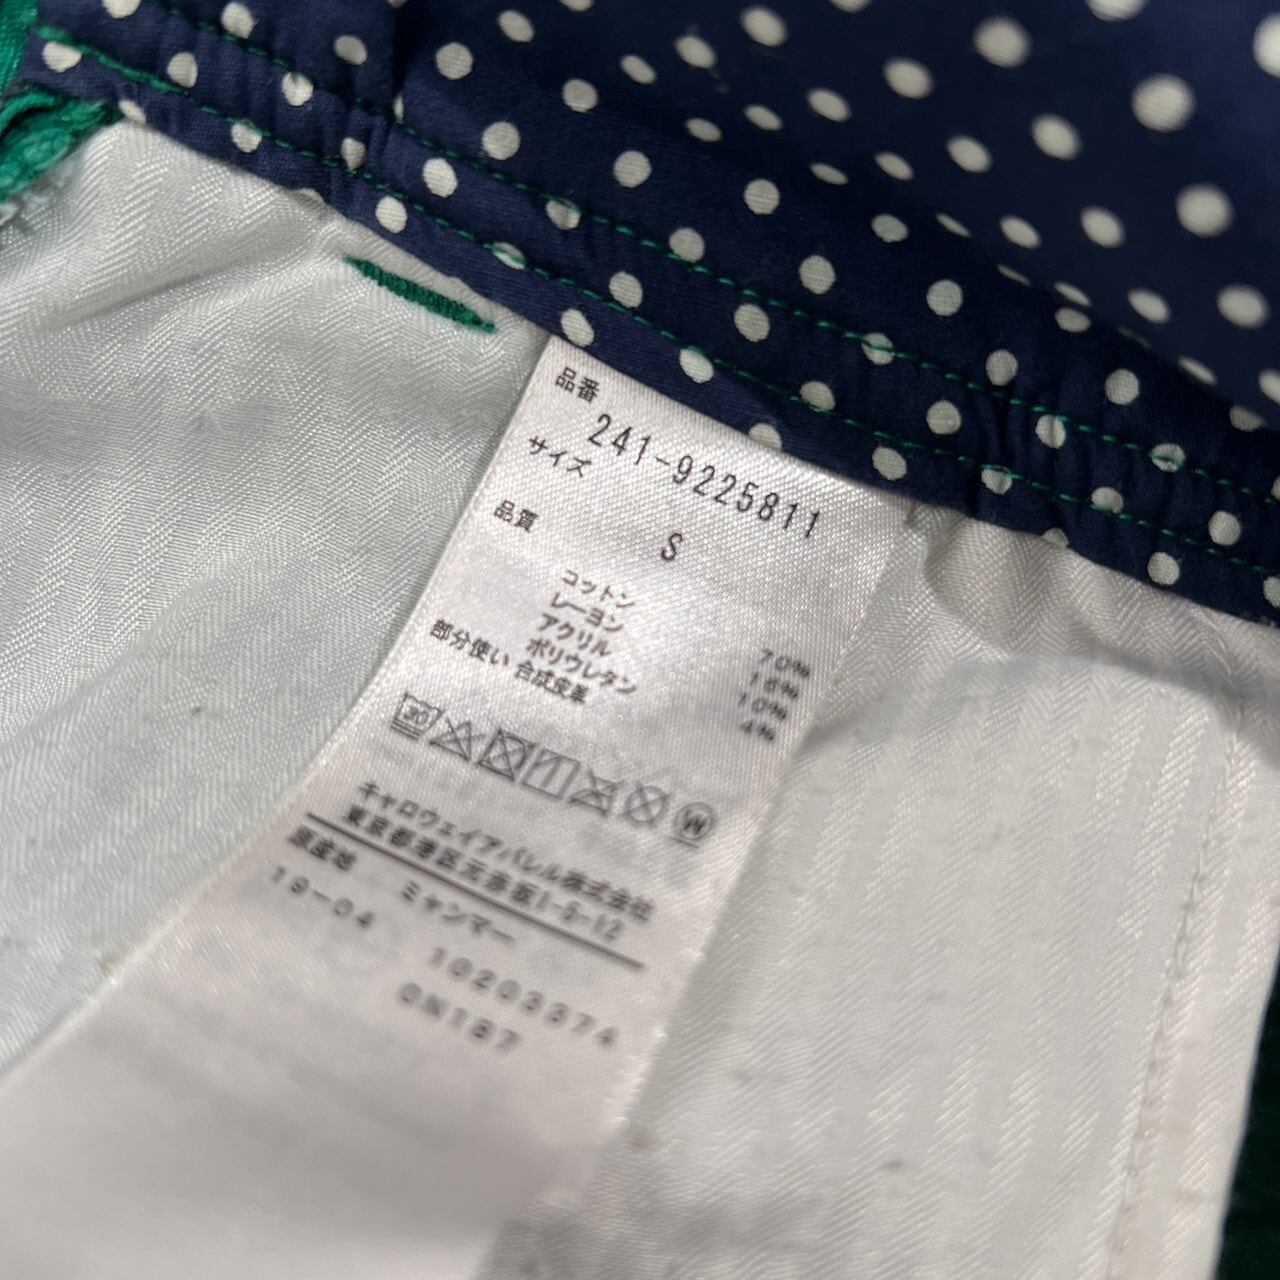 品番
241-9225811
サイズ
S
品質
コットン 70%
レーヨン 16%
アクリル 10%
ポリウレタン 4%
部分使い 合成皮革
30
W
キャロウェイアパレル株式会社
東京都港区元赤坂1-5-12
原産地 ミャンマー
19-04 10203374
0N187